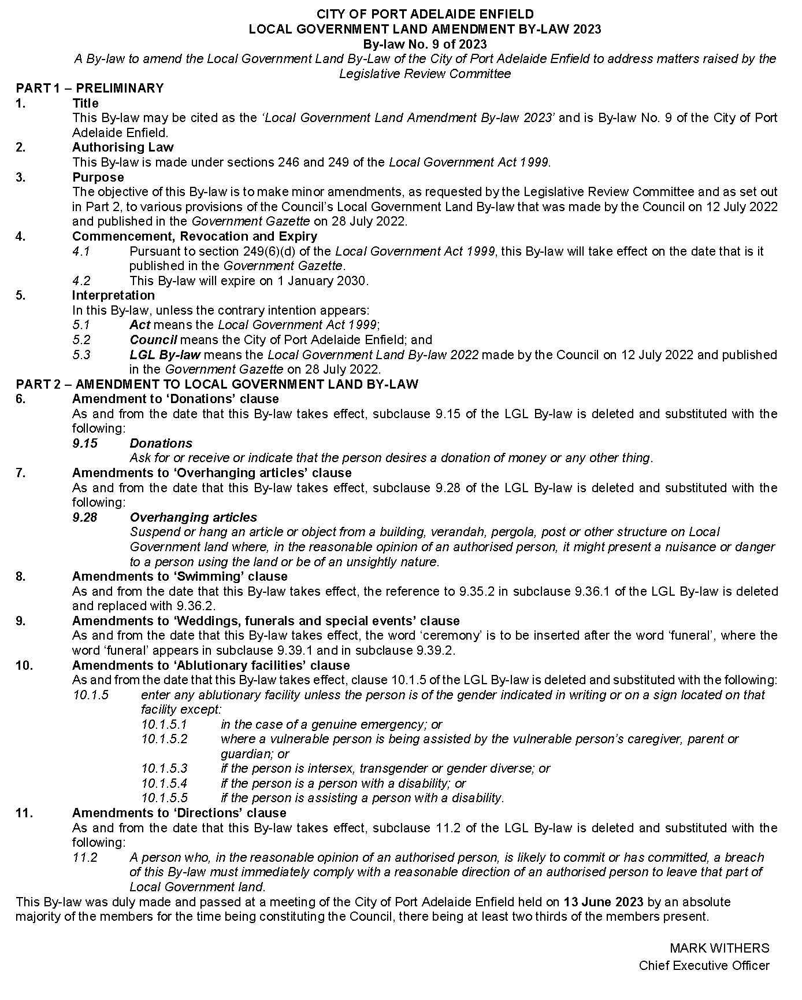 CITY OF PORT ADELAIDE ENFIELD
LOCAL GOVERNMENT LAND AMENDMENT BY-LAW 2023
By-law No. 9 of 2023
A By-law to amend the Local Government Land By-Law of the City of Port Adelaide Enfield to address matters raised by the
Legislative Review Committee
PART 1 – PRELIMINARY
1. Title
This By-law may be cited as the ‘Local Government Land Amendment By-law 2023’ and is By-law No. 9 of the City of Port
Adelaide Enfield.
2. Authorising Law
This By-law is made under sections 246 and 249 of the Local Government Act 1999.
3. Purpose
The objective of this By-law is to make minor amendments, as requested by the Legislative Review Committee and as set out
in Part 2, to various provisions of the Council’s Local Government Land By-law that was made by the Council on 12 July 2022
and published in the Government Gazette on 28 July 2022.
4. Commencement, Revocation and Expiry
4.1 Pursuant to section 249(6)(d) of the Local Government Act 1999, this By-law will take effect on the date that is it
published in the Government Gazette.
4.2 This By-law will expire on 1 January 2030.
5. Interpretation
In this By-law, unless the contrary intention appears:
5.1 Act means the Local Government Act 1999;
5.2 Council means the City of Port Adelaide Enfield; and
5.3 LGL By-law means the Local Government Land By-law 2022 made by the Council on 12 July 2022 and published
in the Government Gazette on 28 July 2022.
PART 2 – AMENDMENT TO LOCAL GOVERNMENT LAND BY-LAW
6. Amendment to ‘Donations’ clause
As and from the date that this By-law takes effect, subclause 9.15 of the LGL By-law is deleted and substituted with the
following:
9.15 Donations
Ask for or receive or indicate that the person desires a donation of money or any other thing.
7. Amendments to ‘Overhanging articles’ clause
As and from the date that this By-law takes effect, subclause 9.28 of the LGL By-law is deleted and substituted with the
following:
9.28 Overhanging articles
Suspend or hang an article or object from a building, verandah, pergola, post or other structure on Local
Government land where, in the reasonable opinion of an authorised person, it might present a nuisance or danger
to a person using the land or be of an unsightly nature.
8. Amendments to ‘Swimming’ clause
As and from the date that this By-law takes effect, the reference to 9.35.2 in subclause 9.36.1 of the LGL By-law is deleted
and replaced with 9.36.2.
9. Amendments to ‘Weddings, funerals and special events’ clause
As and from the date that this By-law takes effect, the word ‘ceremony’ is to be inserted after the word ‘funeral’, where the
word ‘funeral’ appears in subclause 9.39.1 and in subclause 9.39.2.
10. Amendments to ‘Ablutionary facilities’ clause
As and from the date that this By-law takes effect, clause 10.1.5 of the LGL By-law is deleted and substituted with the following:
10.1.5 enter any ablutionary facility unless the person is of the gender indicated in writing or on a sign located on that
facility except:
10.1.5.1 in the case of a genuine emergency; or
10.1.5.2 where a vulnerable person is being assisted by the vulnerable person’s caregiver, parent or
guardian; or
10.1.5.3 if the person is intersex, transgender or gender diverse; or
10.1.5.4 if the person is a person with a disability; or
10.1.5.5 if the person is assisting a person with a disability.
11. Amendments to ‘Directions’ clause
As and from the date that this By-law takes effect, subclause 11.2 of the LGL By-law is deleted and substituted with the
following:
11.2 A person who, in the reasonable opinion of an authorised person, is likely to commit or has committed, a breach
of this By-law must immediately comply with a reasonable direction of an authorised person to leave that part of
Local Government land.
This By-law was duly made and passed at a meeting of the City of Port Adelaide Enfield held on 13 June 2023 by an absolute
majority of the members for the time being constituting the Council, there being at least two thirds of the members present.
MARK WITHERS
Chief Executive Officer